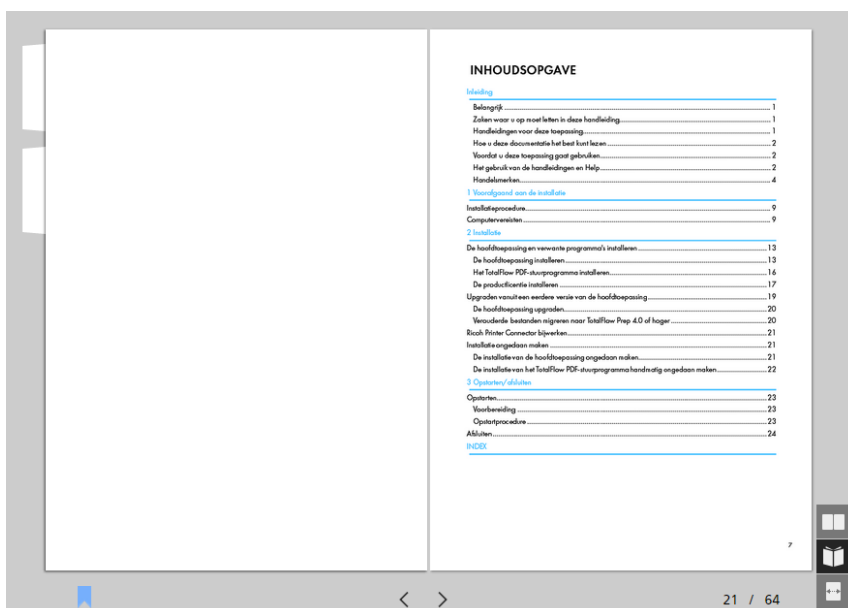 INHOUDSOPGAVE
Inleiding
Belangrijk 1
Zaken waar u op moet letten in deze handleiding 1
Handleidingen voor deze toepassing 1
Hoe u deze documentatie het best kunt lezen 2
Voordat u deze toepassing gaat gebruiken 2
Het gebruik van de handleidingen en Help 2
Handelsmerken 4
1 Voorafgaand aan de installatie
Installatieprocedure 9
Computervereisten 9
2 Installatie
De hoofdtoepassing en verwante programma's installeren 13
De hoofdtoepassing installeren 13
Het TotalFlow PDF-stuurprogramma installeren 16
De productlicentie installeren 17
Upgraden vanuit een eerdere versie van de hoofdtoepassing 19
De hoofdtoepassing upgraden 20
Verouderde bestanden migreren naar TotalFlow Prep 4.0 of hoger 20
Ricoh Printer Connector bijwerken 21
Installatie ongedaan maken 21
De installatie van de hoofdtoepassing ongedaan maken 21
De installatie van het TotalFlow PDF-stuurprogramma handmatig ongedaan maken 22
3 Opstarten/afsluiten
Opstarten 23
Voorbereiding 23
Opstartprocedure 23
Afsluiten 24
INDEX
7
21 / 64